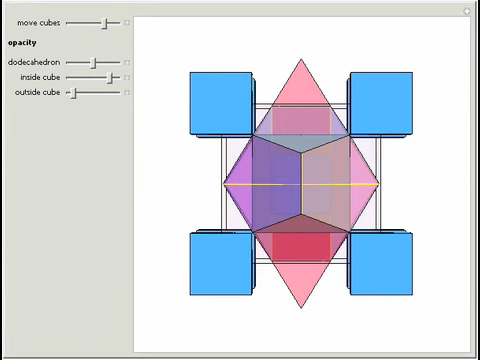 move cubes
opacity
dodecahedron
inside cube
outside cube